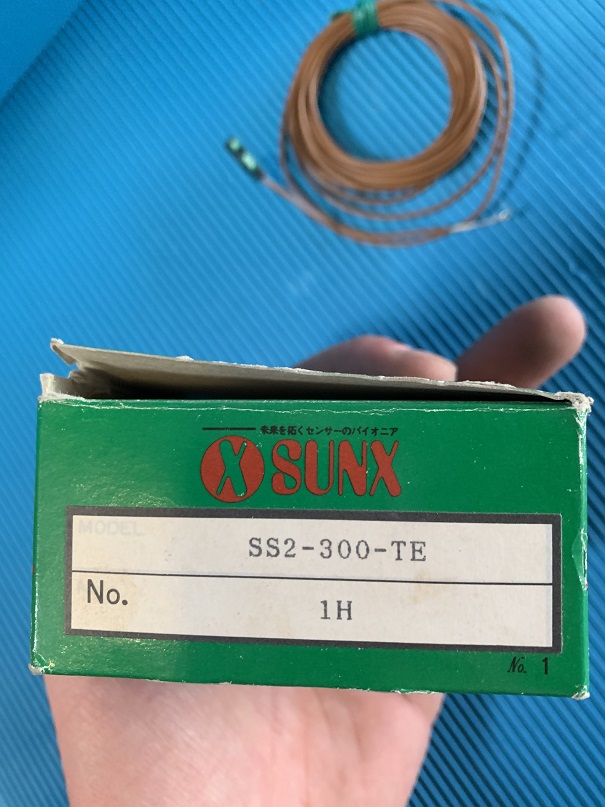 未来を拓くセンサーのパイオニア
SUNX
MODEL
SS2-300-TE
No.
1H
No. 1